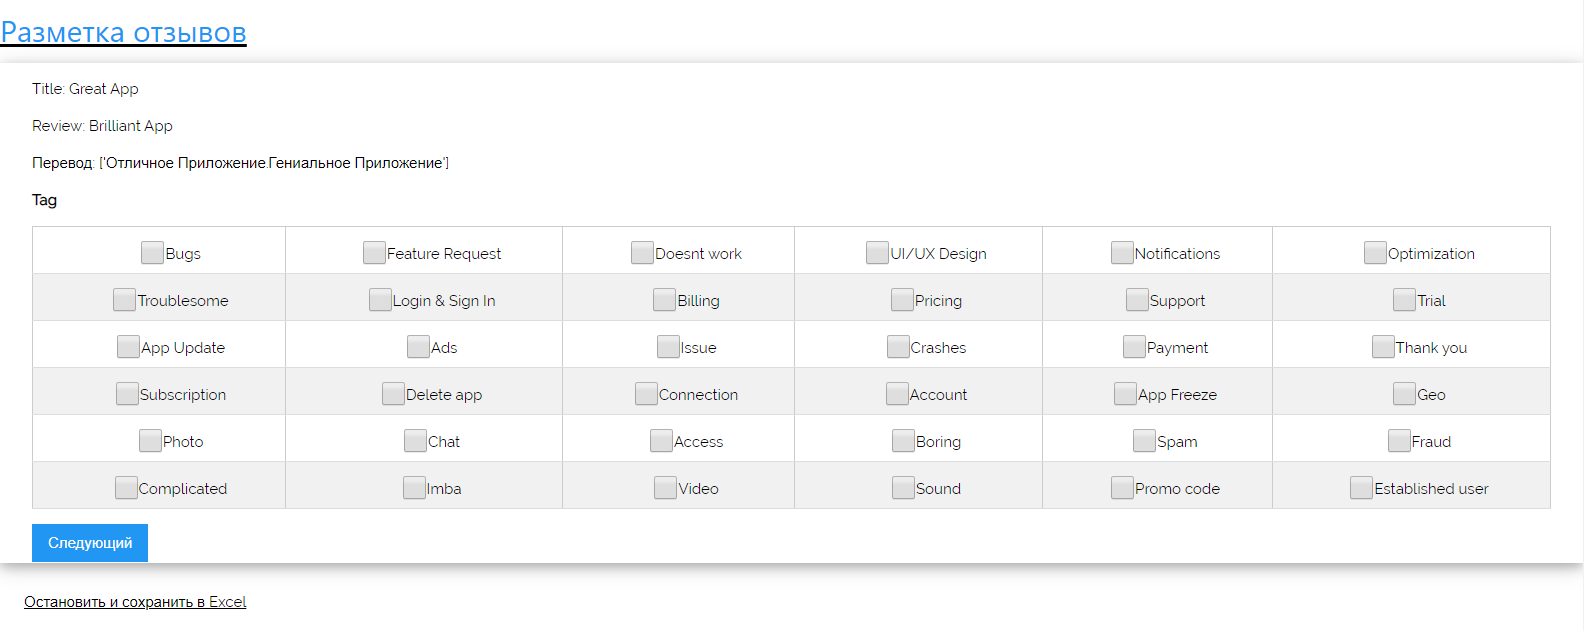 Разметка отзывов
Title: Great App
Review: Brilliant App
Перевод: ['Отличное Приложение.Гениальное Приложение']
Tag
Bugs Feature Request Doesnt work UI/UX Design Notifications Optimization
Troublesome Login & Sign In Billing Pricing Support Trial
App Update Ads Issue Crashes Payment Thank you
Subscription Delete app Connection Account App Freeze Geo
Photo Chat Access Boring Spam Fraud
Complicated Imba Video Sound Promo code Established user
Следующий
Остановить и сохранить в Excel